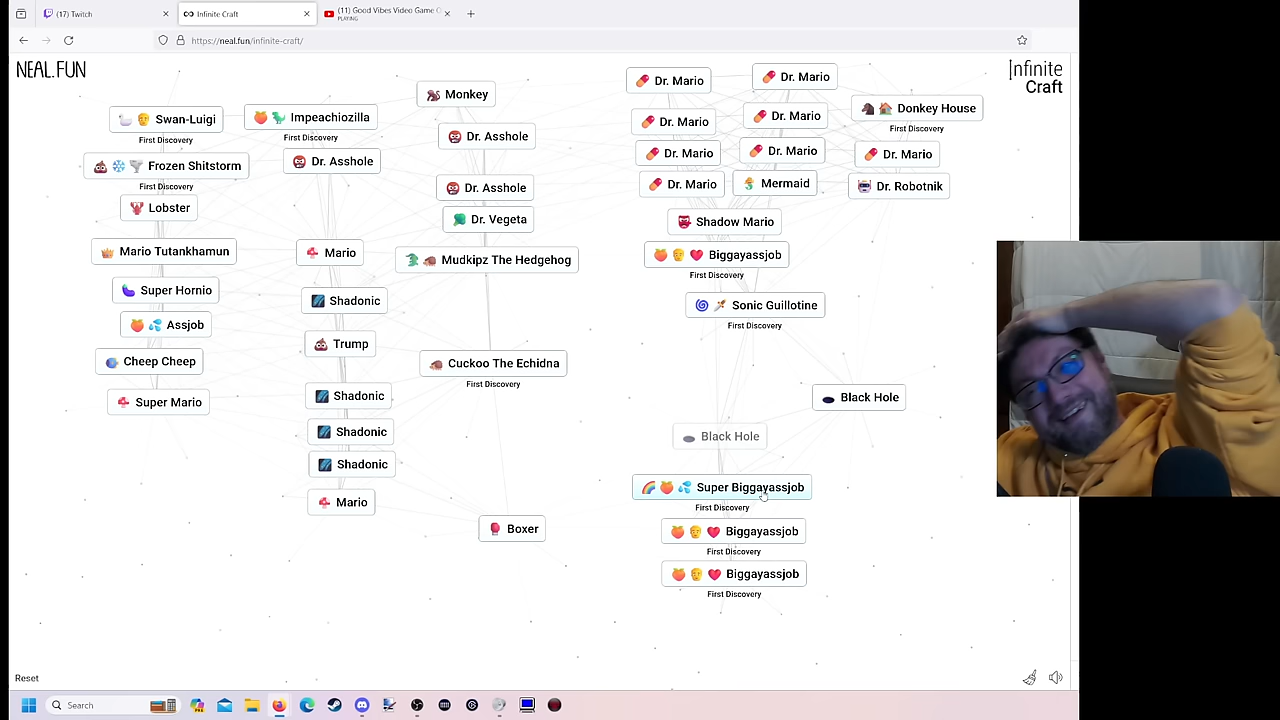 (17) Twitch
Infinite Craft
(11) Good Vibes Video Game
PLAYING
https://neal.fun/infinite-craft/
NEAL.FUN
Infinite
Craft
Swan-Luigi
First Discovery
Frozen Shitstorm
First Discovery
Lobster
Mario Tutankhamun
Super Hornio
Assjob
Cheep Cheep
Super Mario
Impeachiozilla
First Discovery
Dr. Asshole
Mario
Shadonic
Trump
Shadonic
Shadonic
Shadonic
Mario
Monkey
Dr. Asshole
Dr. Asshole
Dr. Vegeta
Mudkipz The Hedgehog
Cuckoo The Echidna
First Discovery
Boxer
Dr. Mario
Dr. Mario
Dr. Mario
Dr. Mario
Dr. Mario
Dr. Mario
Dr. Mario
Mermaid
Shadow Mario
Biggayassjob
First Discovery
Sonic Guillotine
First Discovery
Donkey House
First Discovery
Dr. Mario
Dr. Robotnik
Black Hole
Black Hole
Super Biggayassjob
First Discovery
Biggayassjob
First Discovery
Biggayassjob
First Discovery
Reset
Search